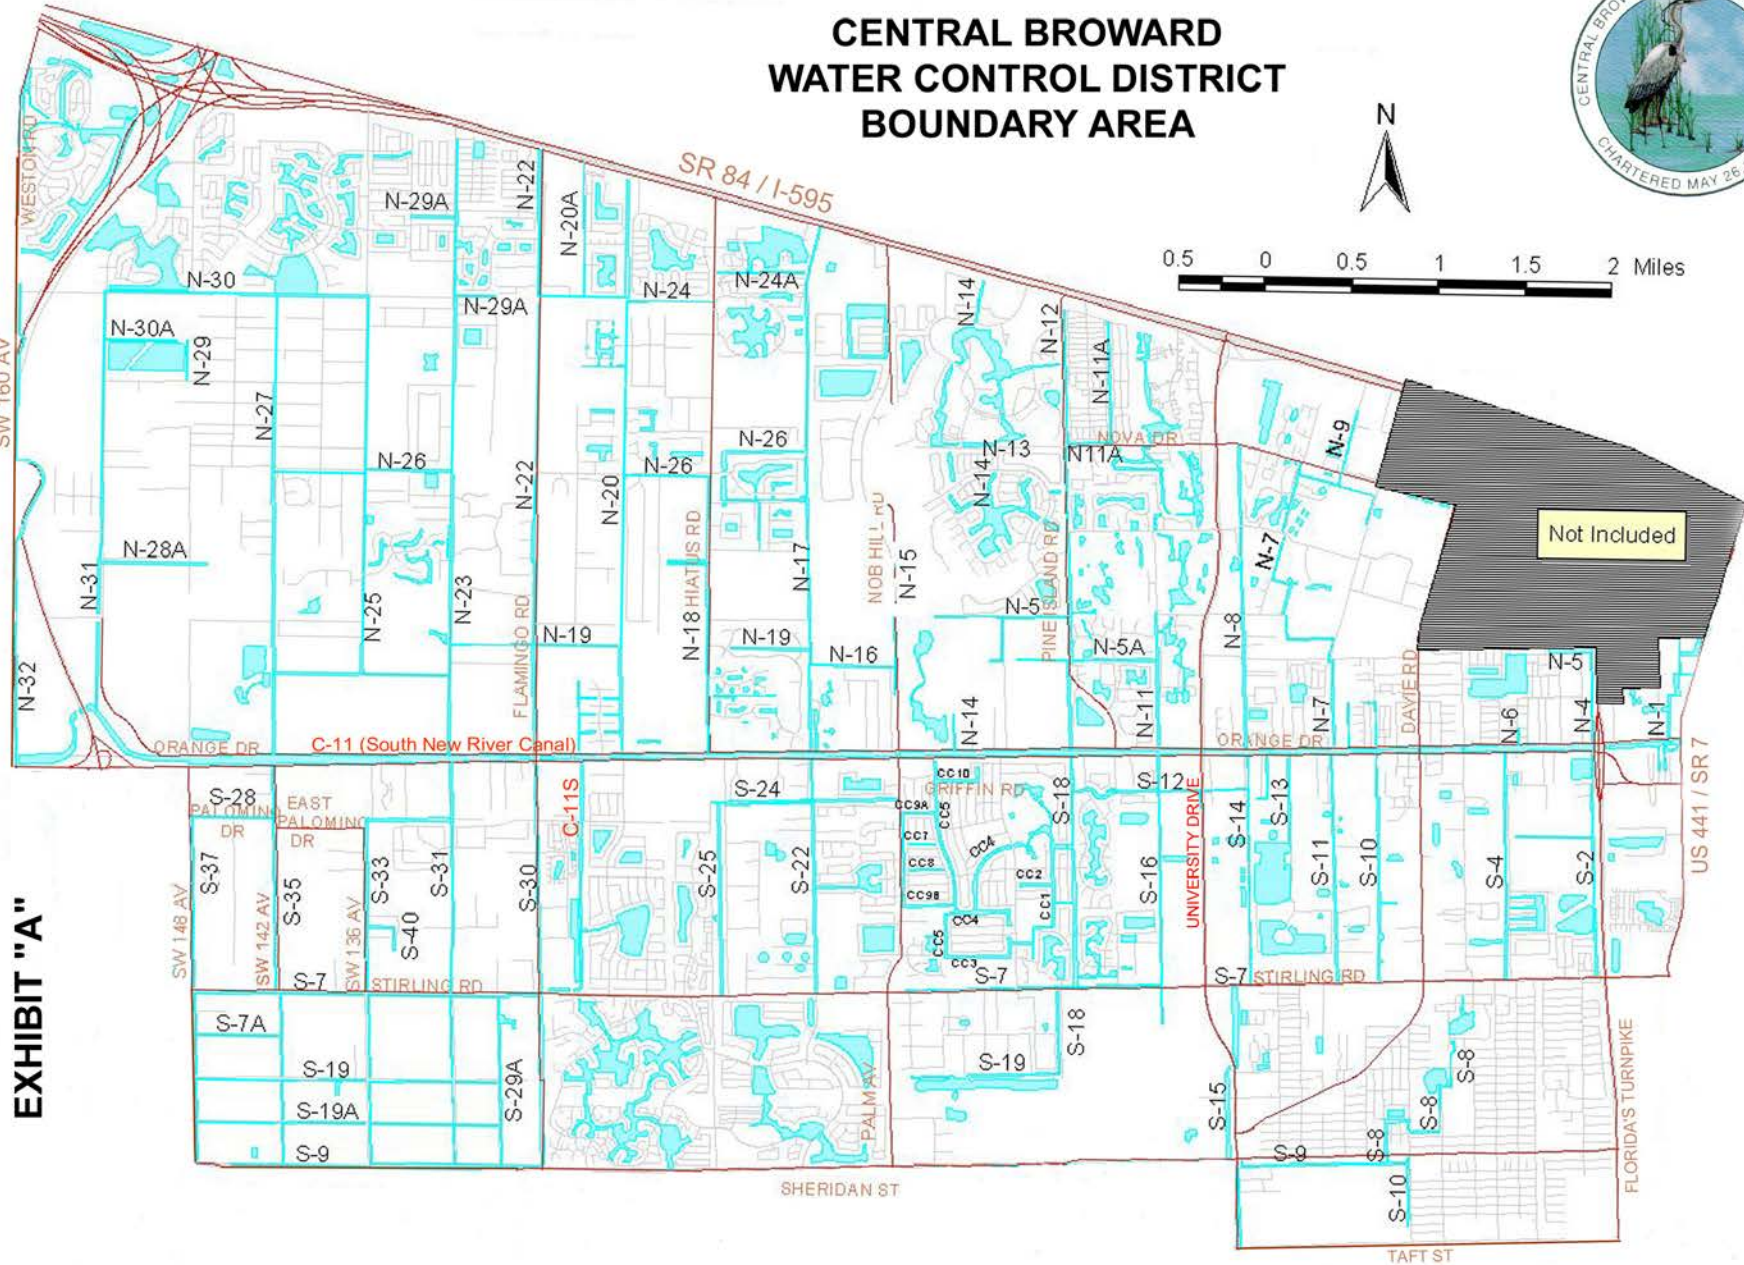 CENTRAL BROWARD
WATER CONTROL DISTRICT
BOUNDARY AREA
CENTRAL
CHARTERED MAY 26
N
0.5 0 0.5 1 1.5 2 Miles
SR 84 / I-595
WESTON RD
N-29A
N-22
N-20A
N-30
N-29A
N-24
N-24A
N-14
N-12
N-30A
N-29
N-11A
SW 160 AV
N-27
N-26
N-22
N-20
N-26
N-26
N-13
N-14
NOVA DR
N11A
N-9
Not Included
N-28A
N-31
N-25
N-23
FLAMINGO RD
N-19
N-18
HIATUS RD
N-19
N-17
N-16
NOB HILL RD
N-15
N-5
PINE ISLAND RD
N-5A
N-11
N-14
N-8
N-7
N-7
DAVIE RD
N-5
N-6
N-4
N-1
N-32
ORANGE DR
C-11 (South New River Canal)
ORANGE DR
US 441 / SR 7
S-28
PALOMINO
DR
EAST
PALOMINO
DR
C-11S
S-24
CC10
GRIFFIN RD
CC9A
CC5
CC7
CC8
CC9B
CC4
CC4
CC2
CC1
CC5
CC3
S-18
S-12
UNIVERSITY DRIVE
S-14
S-13
S-37
SW 148 AV
SW 142 AV
S-35
S-33
SW 136 AV
S-40
S-31
S-30
S-25
S-22
S-16
S-11
S-10
S-4
S-2
S-7
STIRLING RD
S-7
S-7
STIRLING RD
S-7A
S-19
S-19A
S-9
S-29A
PALM AV
S-19
S-18
S-15
S-8
S-8
S-8
S-9
S-10
FLORIDA'S TURNPIKE
SHERIDAN ST
TAFT ST
EXHIBIT "A"